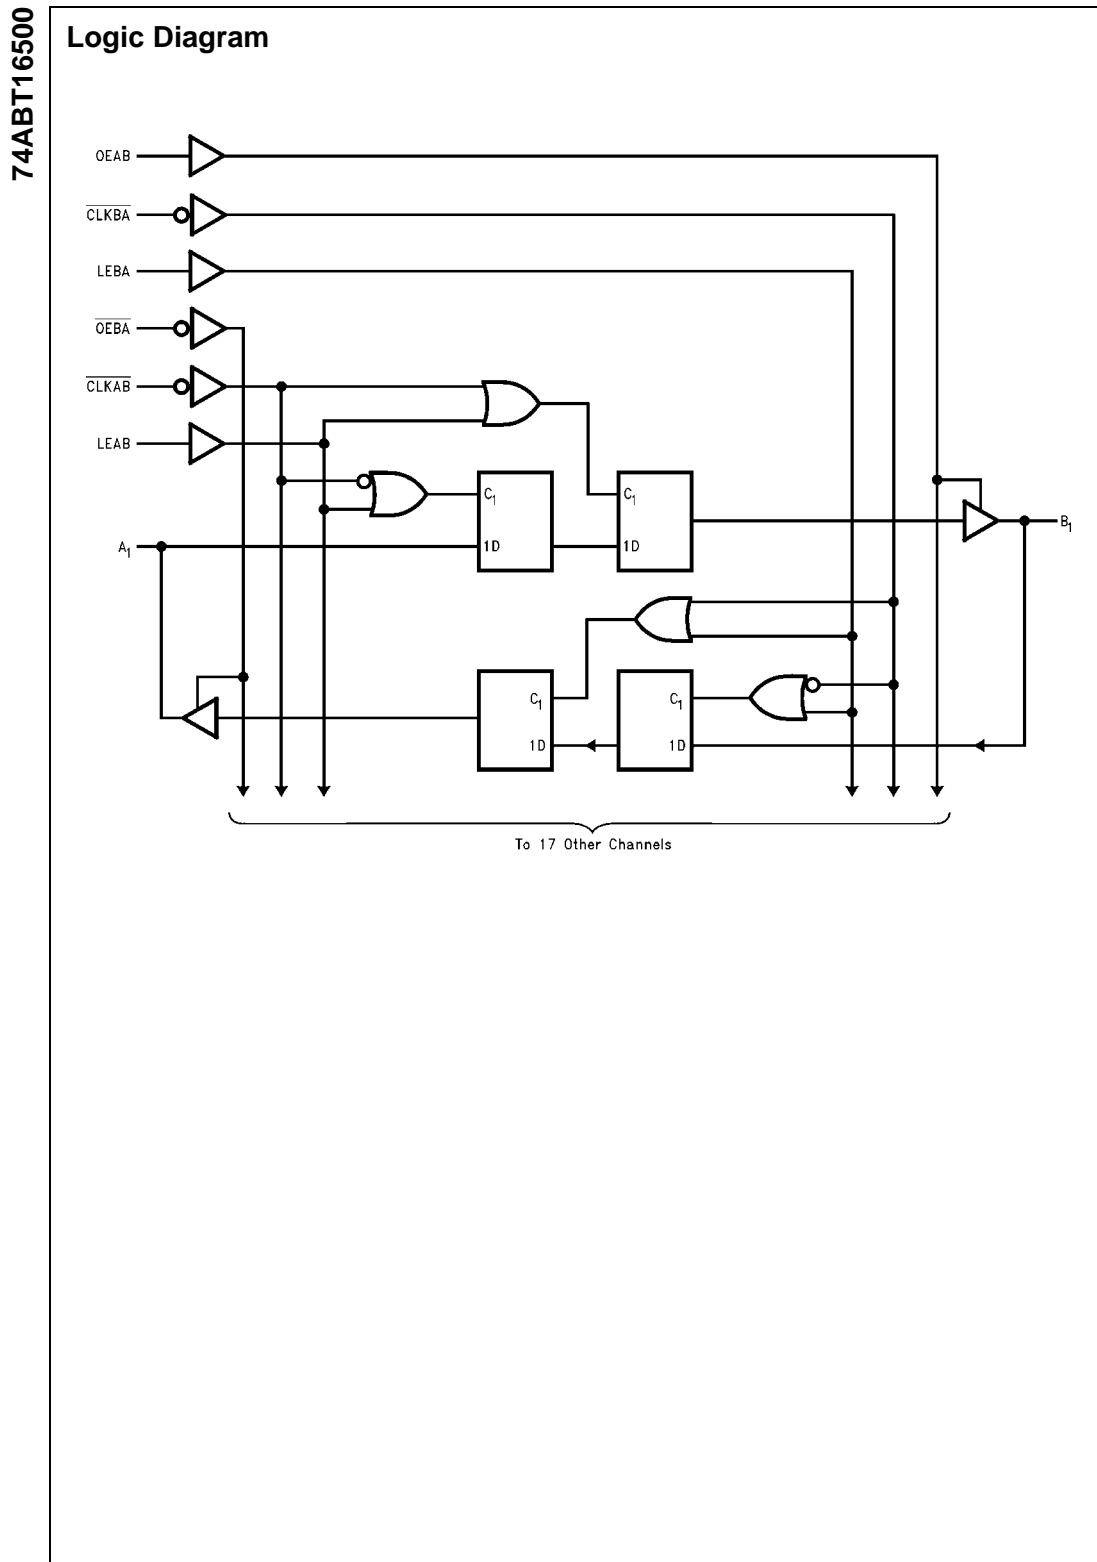 74ABT16500
Logic Diagram
OEAB
CLKBA
LEBA
OEBA
CLKAB
LEAB
C1
C1
A1
1D
1D
B1
C1
C1
1D
1D
To 17 Other Channels